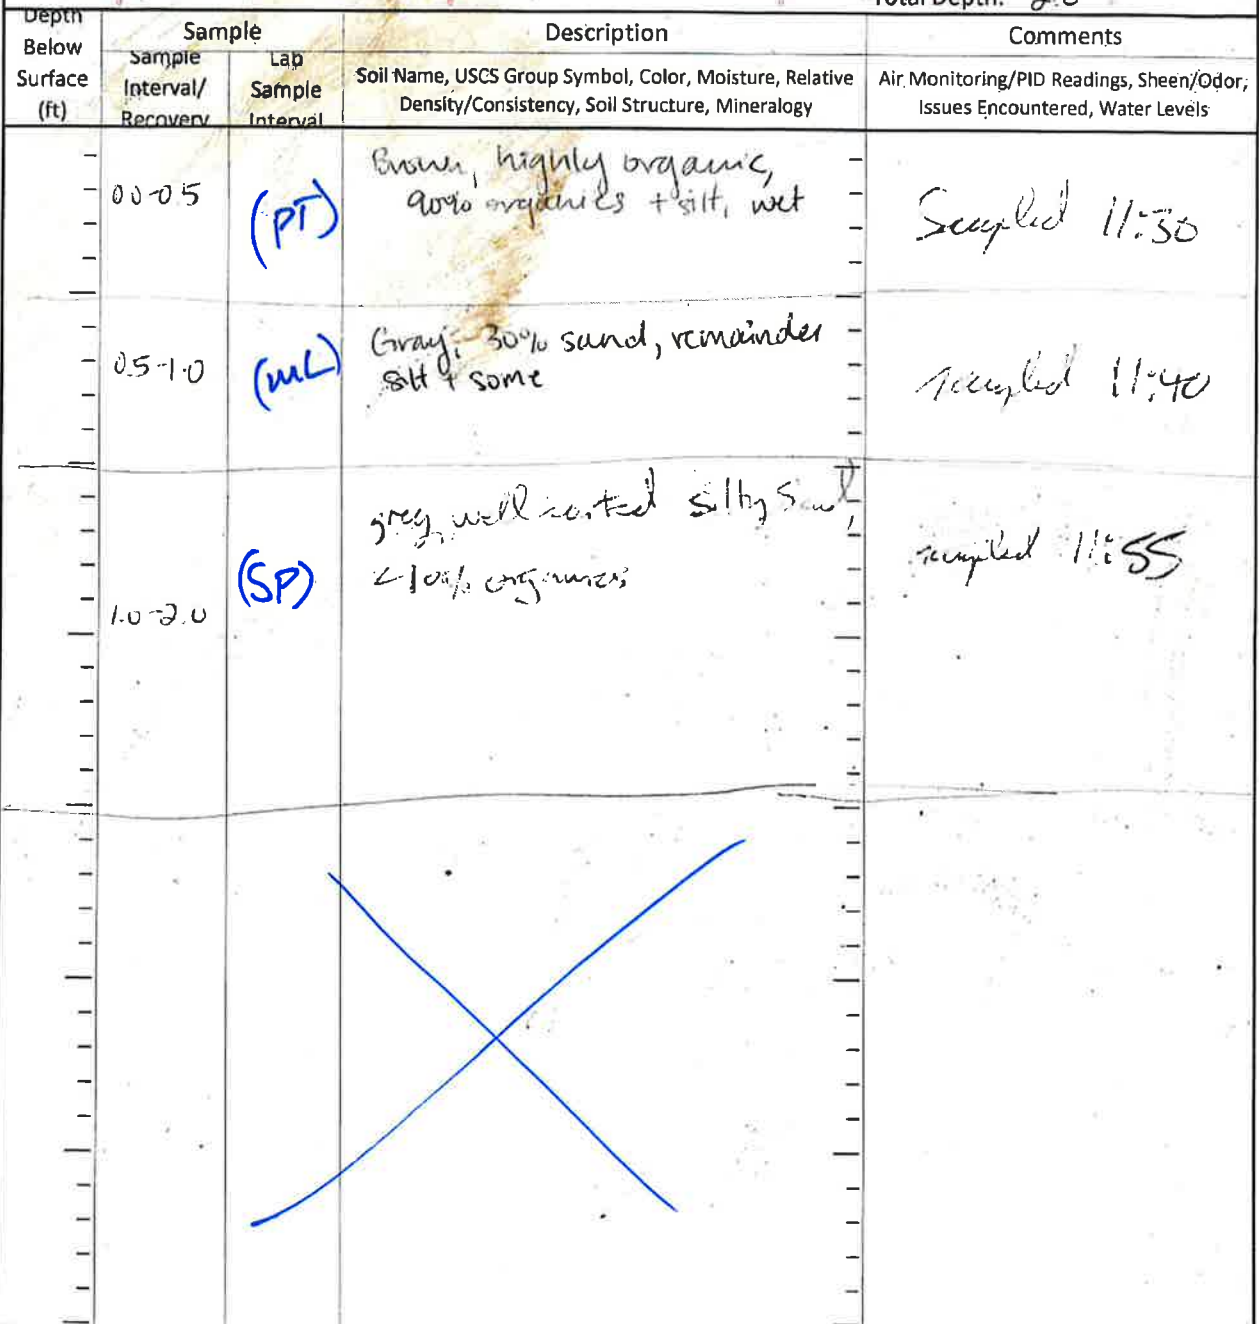 Total Depth: 2.0
Depth
Below
Surface
(ft)
Sample
Sample
Interval/
Recovery
Lab
Sample
Interval
Description
Soil Name, USCS Group Symbol, Color, Moisture, Relative
Density/Consistency, Soil Structure, Mineralogy
Comments
Air Monitoring/PID Readings, Sheen/Odor,
Issues Encountered, Water Levels
0.0-0.5
(PT)
Brown, highly organic,
90% organics + silt, wet
Sampled 11:30
0.5-1.0
(ML)
Gray, 30% sand, remainder
silt + some
sampled 11:40
1.0-2.0
(SP)
grey, well sorted silty sand,
<10% organics
sampled 11:55